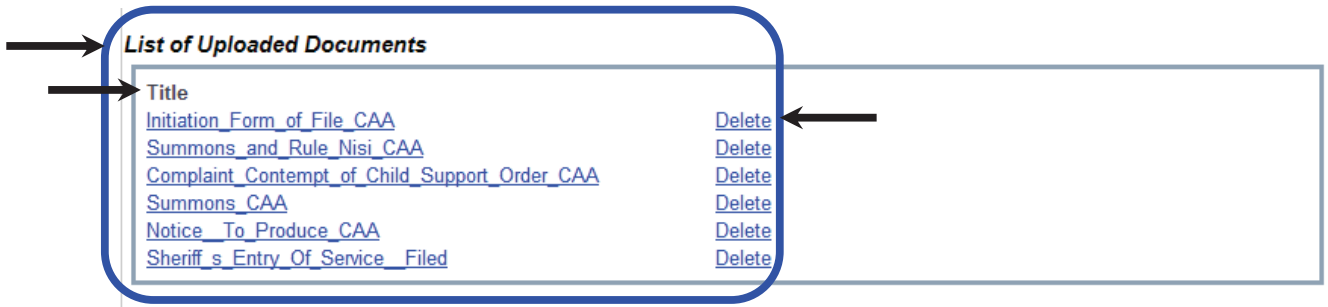 List of Uploaded Documents
Title
Initiation_Form_of_File_CAA Delete
Summons_and_Rule_Nisi_CAA Delete
Complaint_Contempt_of_Child_Support_Order_CAA Delete
Summons_CAA Delete
Notice__To_Produce_CAA Delete
Sheriff_s_Entry_Of_Service__Filed Delete